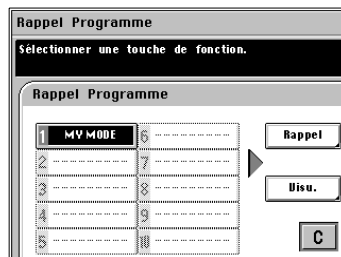 Rappel Programme
Sélectionner une touche de fonction.
Rappel Programme
1 MY MODE 6 Rappel
2 7
3 8 Visu.
4 9
5 10 C